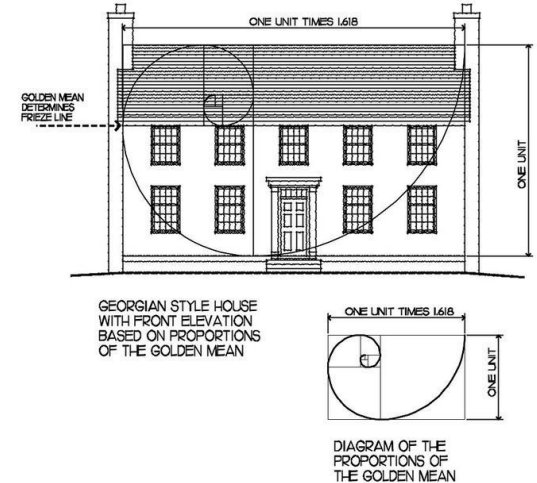 ONE UNIT TIMES 1.618
GOLDEN MEAN
DETERMINES
FRIEZE LINE
ONE UNIT
GEORGIAN STYLE HOUSE
WITH FRONT ELEVATION
BASED ON PROPORTIONS
OF THE GOLDEN MEAN
ONE UNIT TIMES 1.618
ONE UNIT
DIAGRAM OF THE
PROPORTIONS OF
THE GOLDEN MEAN